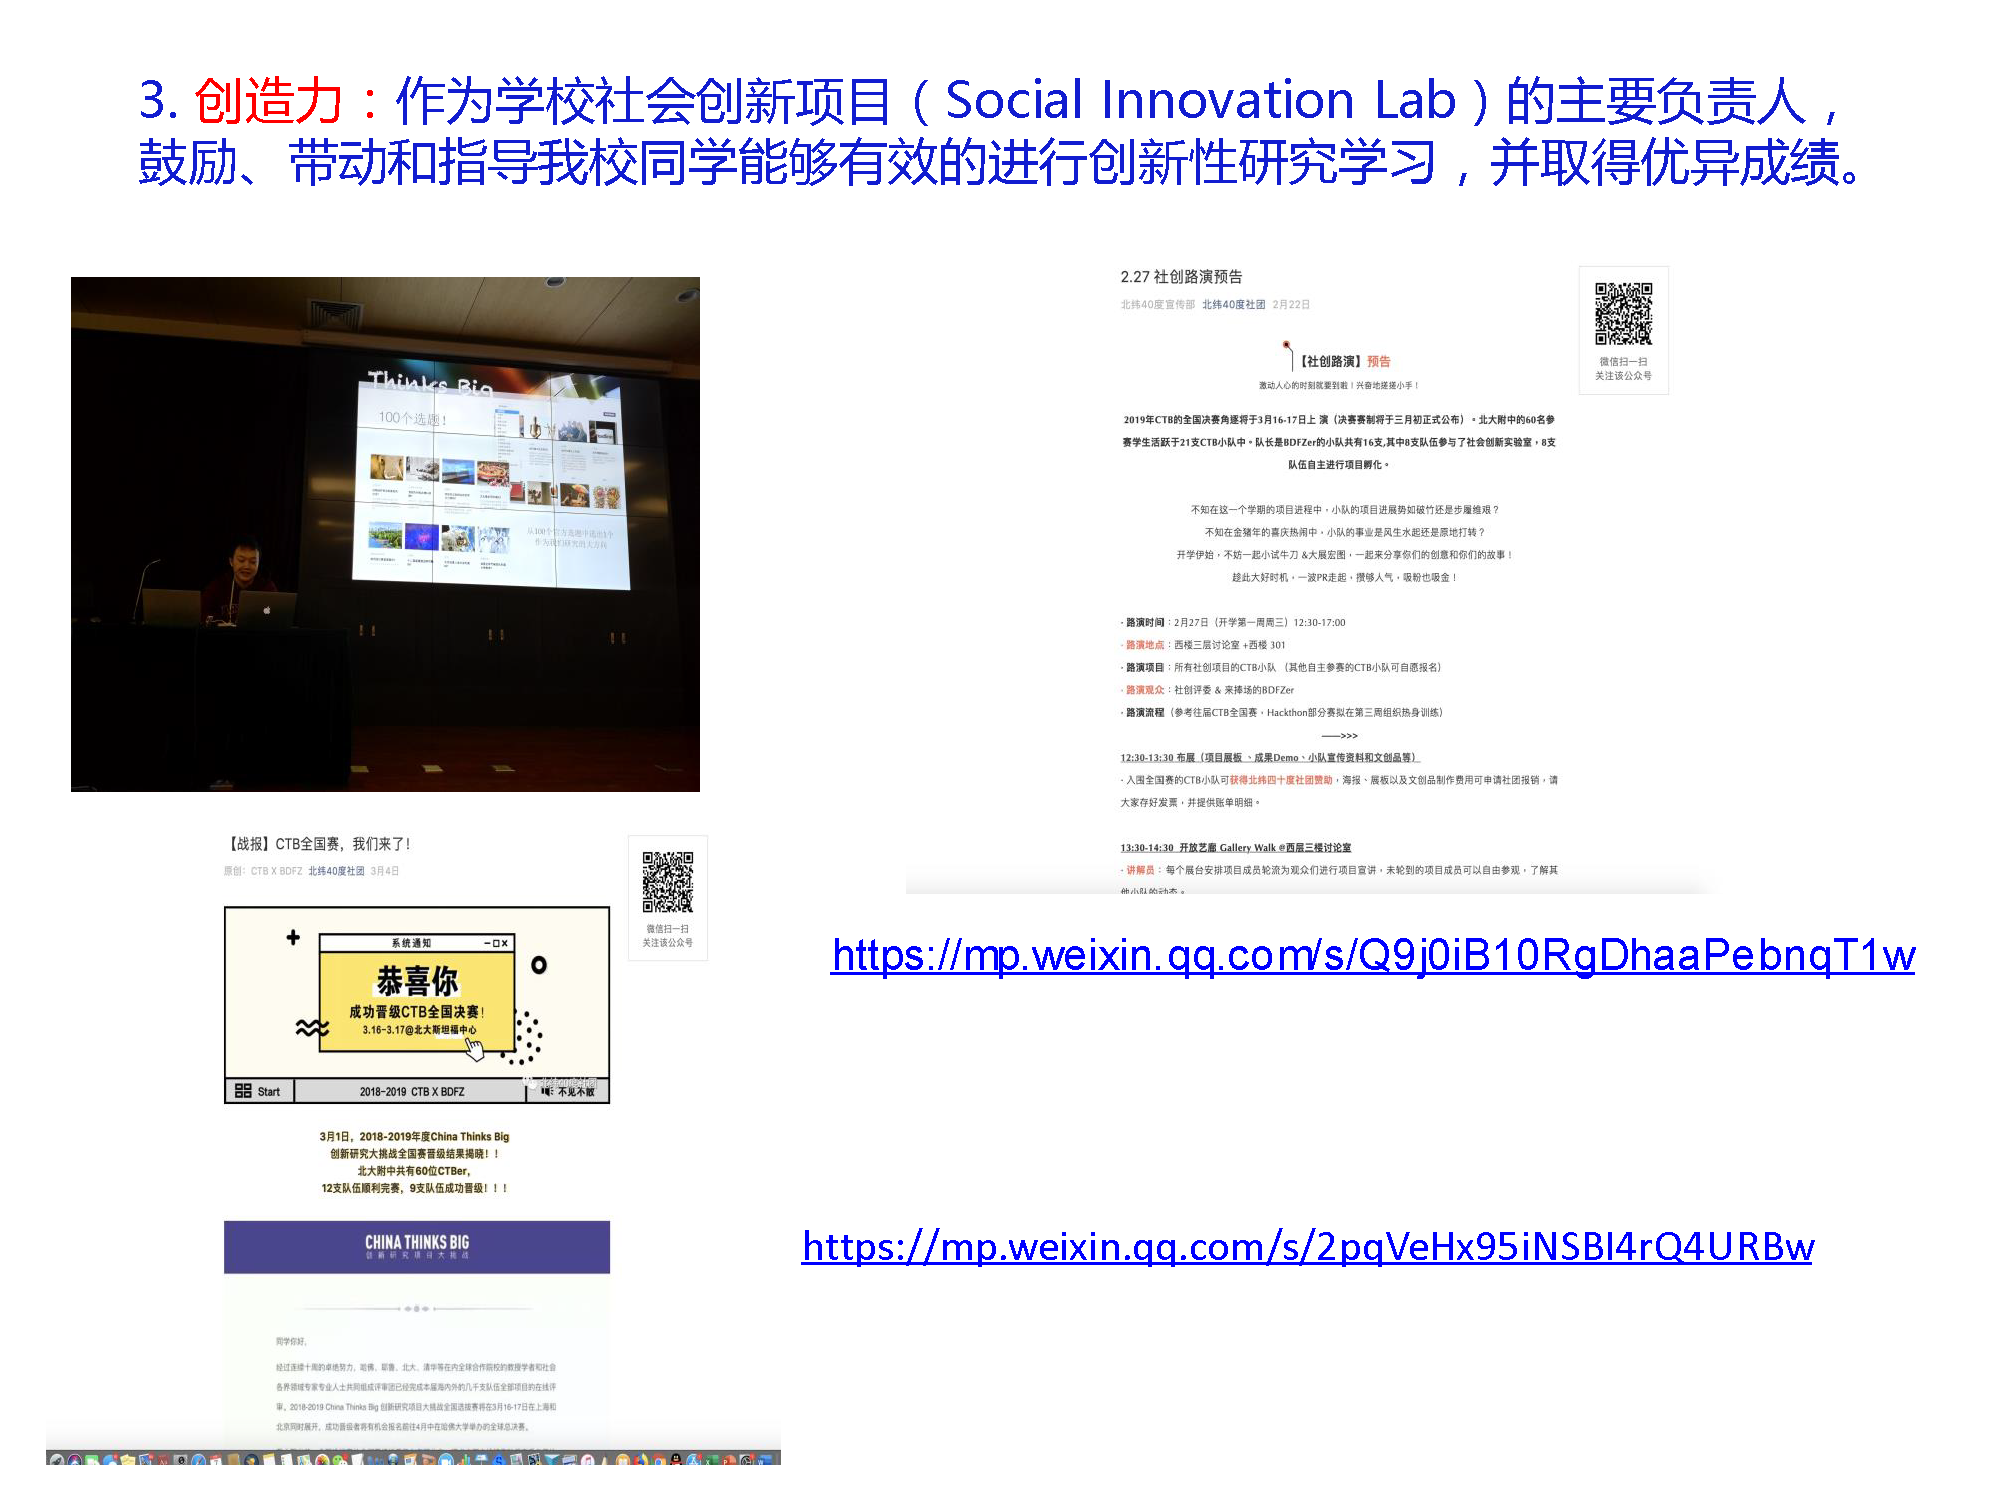 3. 创造力：作为学校社会创新项目（Social Innovation Lab）的主要负责人，
鼓励、带动和指导我校同学能够有效的进行创新性研究学习，并取得优异成绩。
Thinks Big
100个选题！
从100个官方选题中选出1个
作为我们研究的大方向
2.27 社创路演预告
北纬40度宣传部 北纬40度社团 2月22日
微信扫一扫
关注该公众号
【社创路演】预告
激动人心的时刻就要到啦！兴奋地搓搓小手！
2019年CTB的全国决赛角逐将于3月16-17日上 演（决赛赛制将于三月初正式公布）。北大附中的60名参
赛学生活跃于21支CTB小队中。队长是BDFZer的小队共有16支,其中8支队伍参与了社会创新实验室，8支
队伍自主进行项目孵化。
不知在这一个学期的项目进程中，小队的项目进展势如破竹还是步履维艰？
不知在金猪年的喜庆热闹中，小队的事业是风生水起还是原地打转？
开学伊始，不妨一起小试牛刀 &大展宏图，一起来分享你们的创意和你们的故事！
趁此大好时机，一波PR走起，攒够人气，吸粉也吸金！
· 路演时间：2月27日（开学第一周周三）12:30-17:00
· 路演地点：西楼三层讨论室 +西楼 301
· 路演项目：所有社创项目的CTB小队 （其他自主参赛的CTB小队可自愿报名）
· 路演观众：社创评委 & 来捧场的BDFZer
· 路演流程（参考往届CTB全国赛，Hackthon部分赛拟在第三周组织热身训练）
——>>>
12:30-13:30 布展（项目展板 、成果Demo、小队宣传资料和文创品等）
· 入围全国赛的CTB小队可获得北纬四十度社团赞助，海报、展板以及文创品制作费用可申请社团报销，请
大家存好发票，并提供账单明细。
13:30-14:30 开放艺廊 Gallery Walk @西层三楼讨论室
· 讲解员：每个展台安排项目成员轮流为观众们进行项目宣讲，未轮到的项目成员可以自由参观，了解其
他小队的动态。
https://mp.weixin.qq.com/s/Q9j0iB10RgDhaaPebnqT1w
【战报】CTB全国赛，我们来了！
原创： CTB X BDFZ 北纬40度社团 3月4日
微信扫一扫
关注该公众号
系统通知
恭喜你
成功晋级CTB全国决赛！
3.16-3.17@北大斯坦福中心
北纬40度社团
Start
2018-2019 CTB X BDFZ
不见不散
3月1日，2018-2019年度China Thinks Big
创新研究大挑战全国赛晋级结果揭晓！！
北大附中共有60位CTBer，
12支队伍顺利完赛，9支队伍成功晋级！！！
CHINA THINKS BIG
创新研究项目大挑战
同学你好，
经过连续十周的卓绝努力，哈佛、耶鲁、北大、清华等在内全球合作院校的教授学者和社会
各界领域专家专业人士共同组成评审团已经完成本届海内外的几千支队伍全部项目的在线评
审。2018-2019 China Thinks Big 创新研究项目大挑战全国选拔赛将在3月16-17日在上海和
北京同时展开，成功晋级者将有机会报名前往4月中在哈佛大学举办的全球总决赛。
https://mp.weixin.qq.com/s/2pqVeHx95iNSBI4rQ4URBw